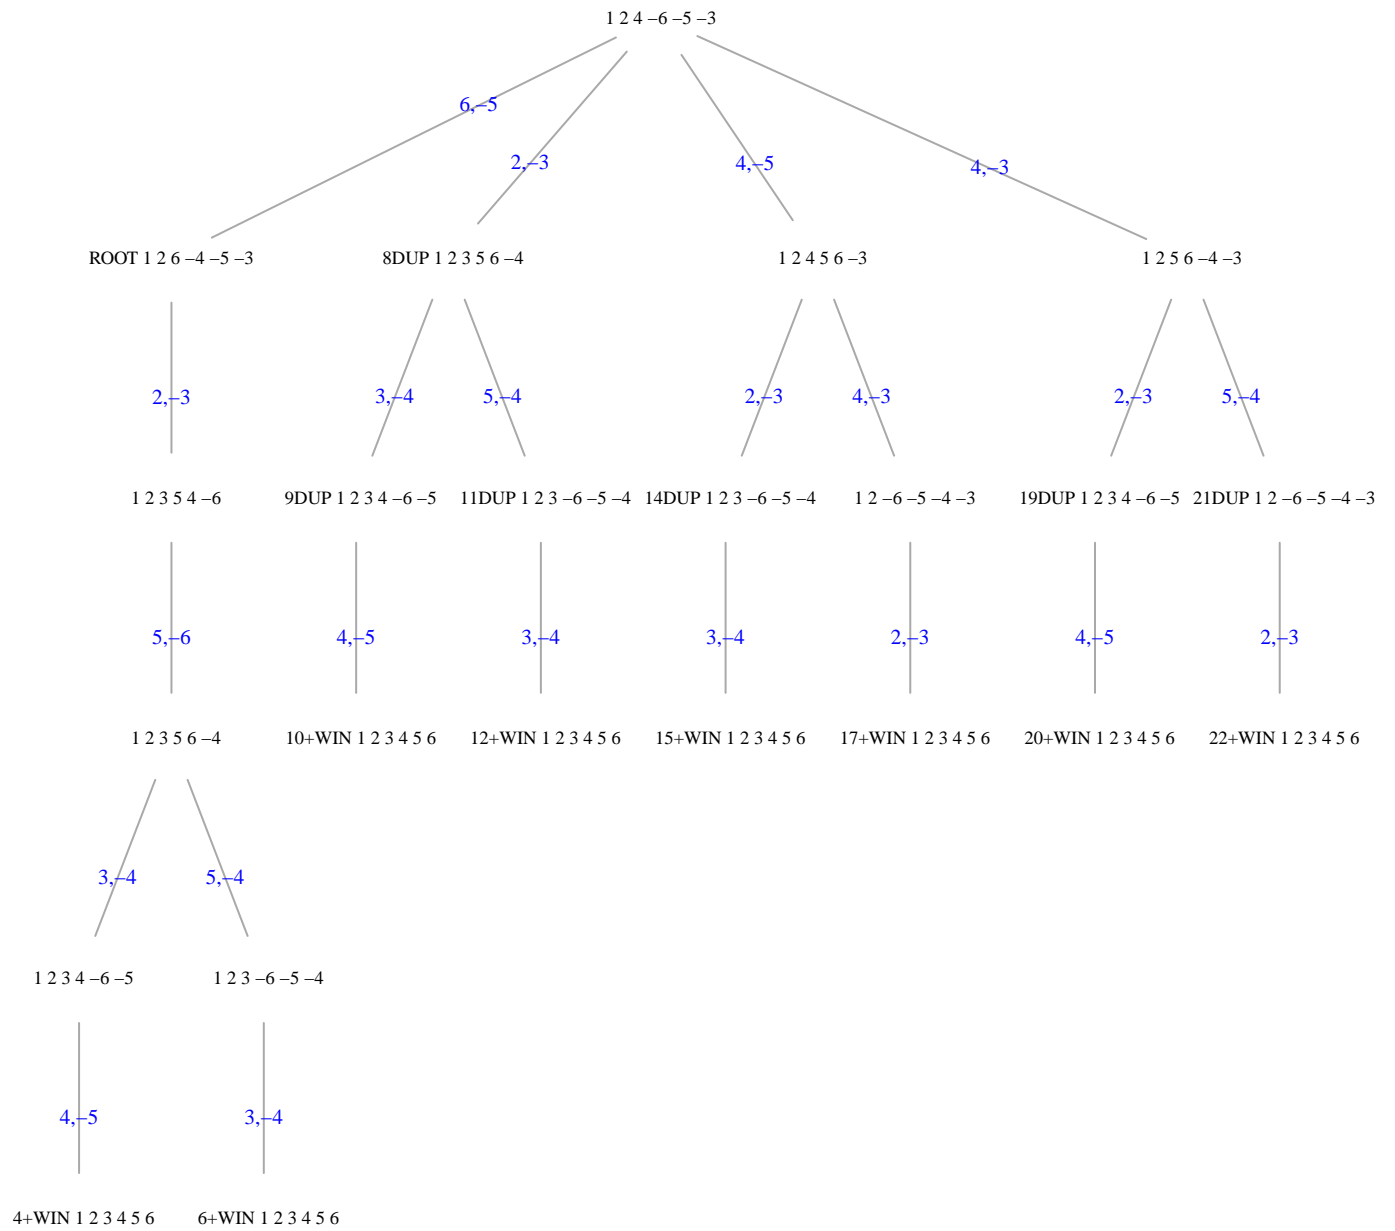 1 2 4 –6 –5 –3
6,–5
2,–3
4,–5
4,–3
ROOT 1 2 6 –4 –5 –3
8DUP 1 2 3 5 6 –4
1 2 4 5 6 –3
1 2 5 6 –4 –3
2,–3
3,–4
5,–4
2,–3
4,–3
2,–3
5,–4
1 2 3 5 4 –6
9DUP 1 2 3 4 –6 –5
11DUP 1 2 3 –6 –5 –4
14DUP 1 2 3 –6 –5 –4
1 2 –6 –5 –4 –3
19DUP 1 2 3 4 –6 –5
21DUP 1 2 –6 –5 –4 –3
5,–6
4,–5
3,–4
3,–4
2,–3
4,–5
2,–3
1 2 3 5 6 –4
10+WIN 1 2 3 4 5 6
12+WIN 1 2 3 4 5 6
15+WIN 1 2 3 4 5 6
17+WIN 1 2 3 4 5 6
20+WIN 1 2 3 4 5 6
22+WIN 1 2 3 4 5 6
3,–4
5,–4
1 2 3 4 –6 –5
1 2 3 –6 –5 –4
4,–5
3,–4
4+WIN 1 2 3 4 5 6
6+WIN 1 2 3 4 5 6